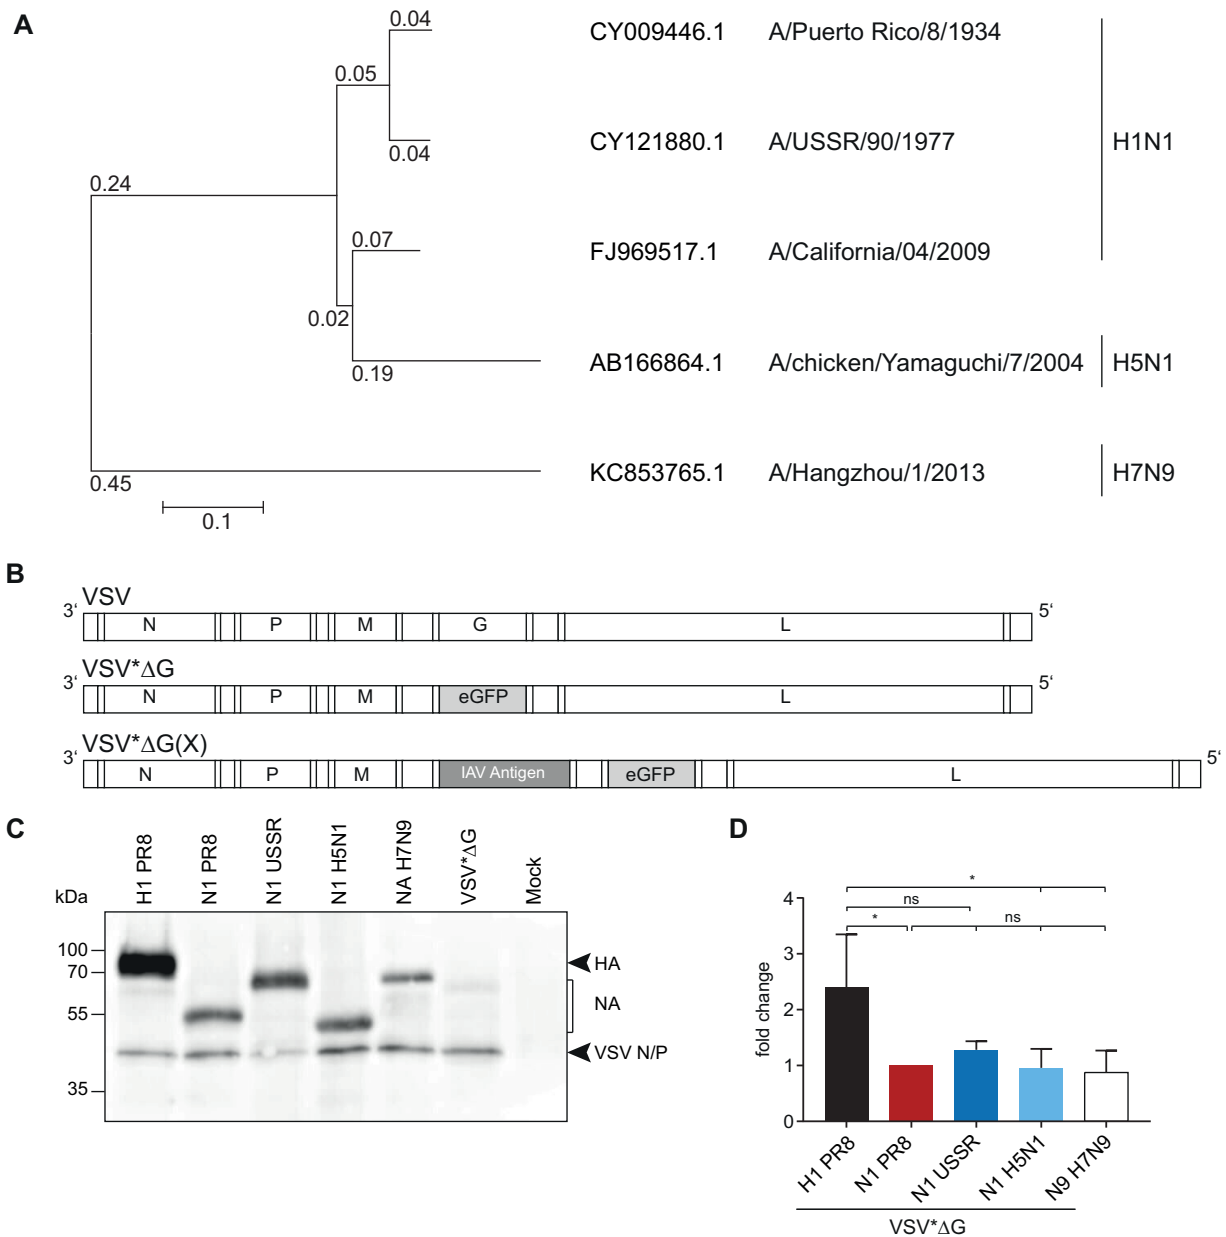 A
0.04
CY009446.1 A/Puerto Rico/8/1934
0.05
CY121880.1 A/USSR/90/1977 H1N1
0.04
0.24
0.07
FJ969517.1 A/California/04/2009
0.02
AB166864.1 A/chicken/Yamaguchi/7/2004 H5N1
0.19
KC853765.1 A/Hangzhou/1/2013 H7N9
0.45
0.1
B
VSV
3‘ N P M G L 5‘
VSV*ΔG
3‘ N P M eGFP L 5‘
VSV*ΔG(X)
3‘ N P M IAV Antigen eGFP L 5‘
C
H1 PR8
N1 PR8
N1 USSR
N1 H5N1
NA H7N9
VSV*ΔG
Mock
kDa
100
70
55
35
HA
NA
VSV N/P
D
*
ns
* ns
fold change
4
3
2
1
0
H1 PR8
N1 PR8
N1 USSR
N1 H5N1
N9 H7N9
VSV*ΔG